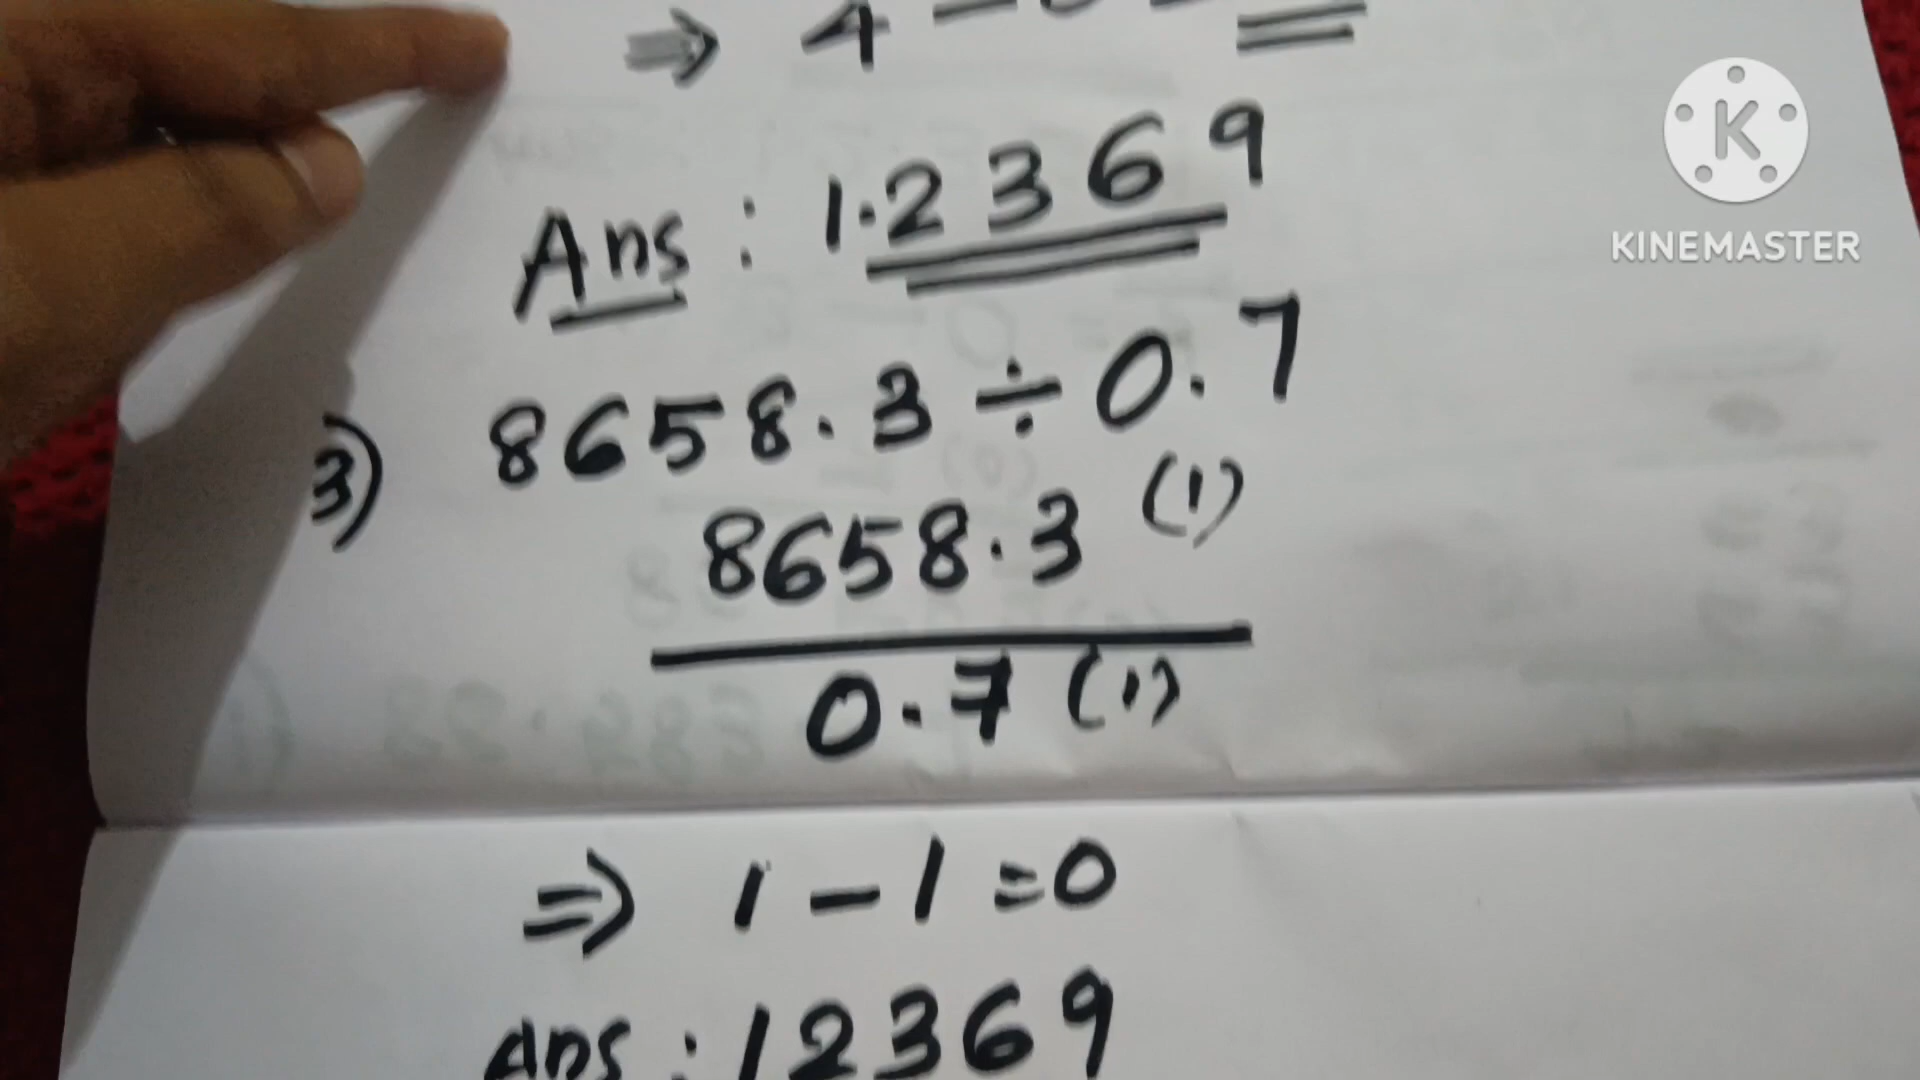 ⇒ 4 -
Ans : 1.2369
3) 8658.3 ÷ 0.7
8658.3 (1)
0.7 (1)
⇒ 1 - 1 = 0
Ans : 12369
K
KINEMASTER